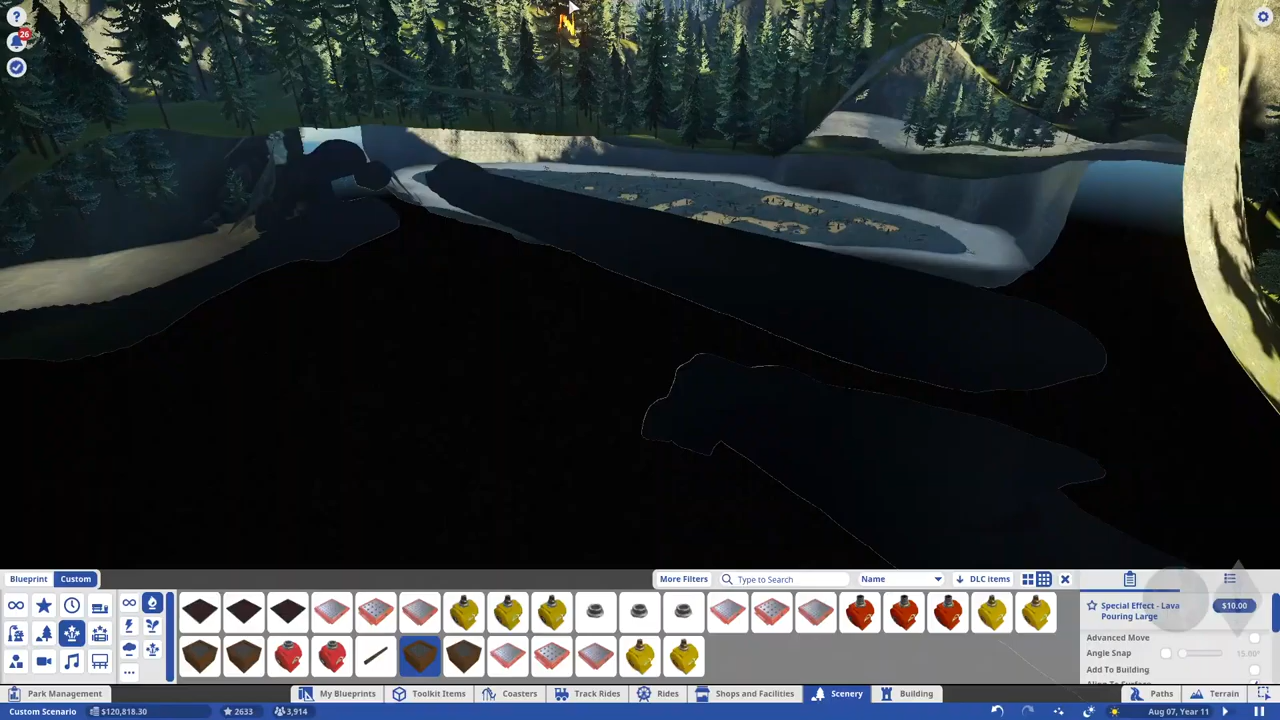 ?
26
Blueprint
Custom
More Filters
Type to Search
Name
DLC items
Special Effect - Lava
Pouring Large
$10.00
Advanced Move
Angle Snap
15.00°
Add To Building
Park Management
My Blueprints
Toolkit Items
Coasters
Track Rides
Rides
Shops and Facilities
Scenery
Building
Paths
Terrain
Custom Scenario
$120,818.30
2633
3,914
Aug 07, Year 11